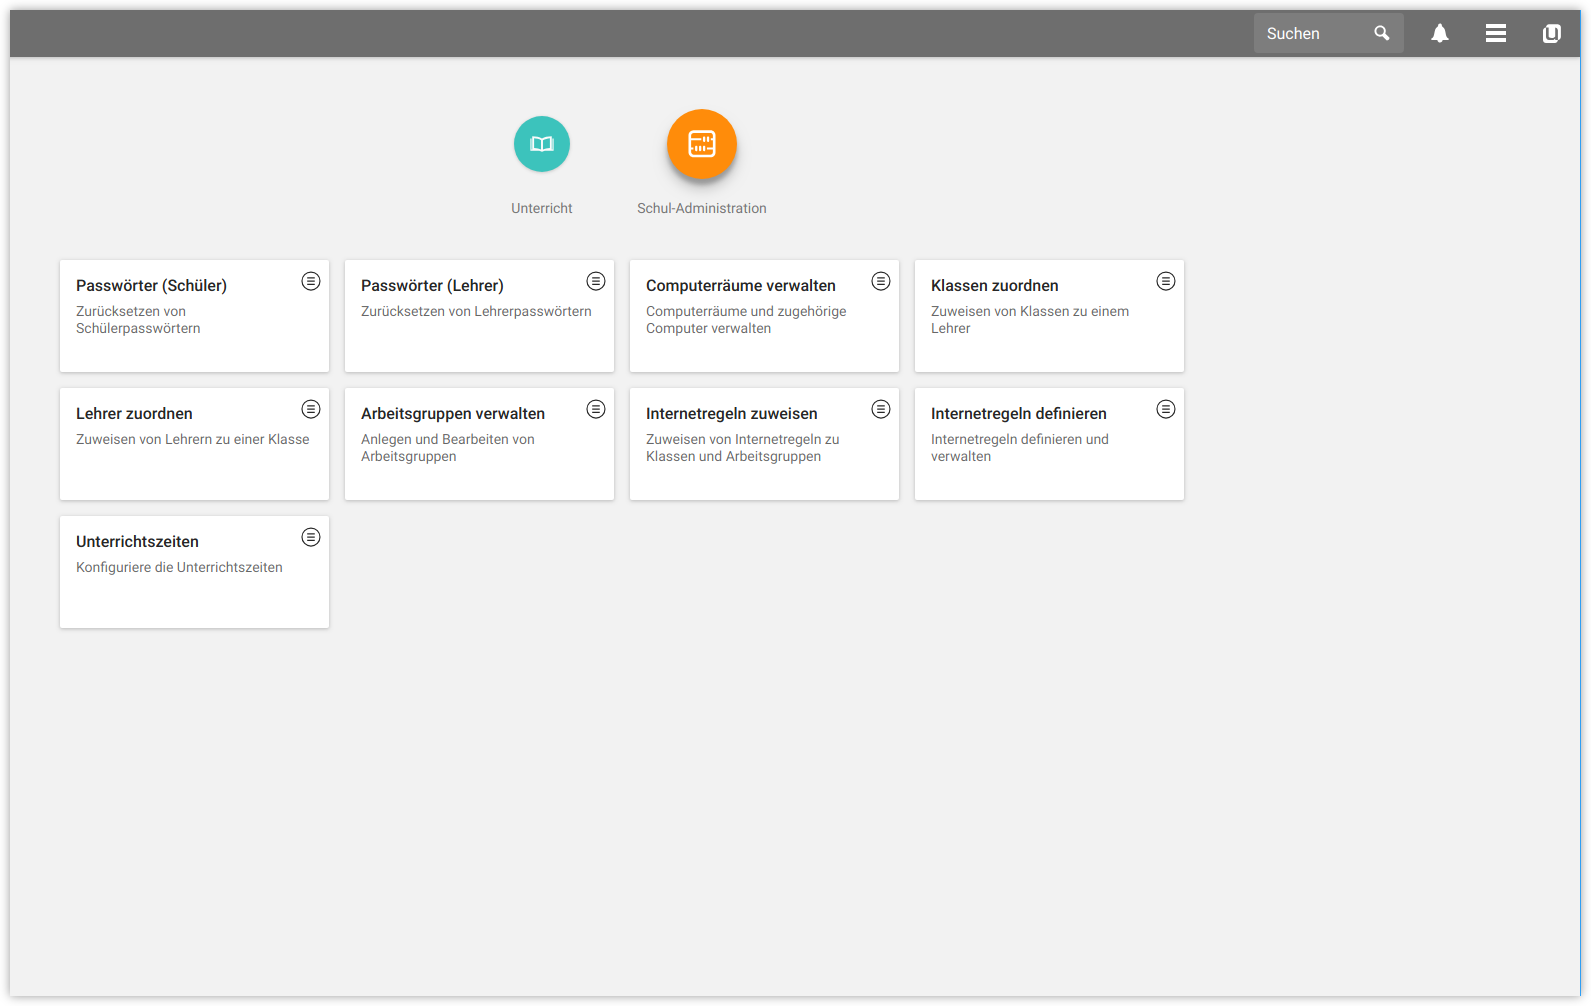 Suchen
Unterricht
Schul-Administration
Passwörter (Schüler)
Zurücksetzen von
Schülerpasswörtern
Passwörter (Lehrer)
Zurücksetzen von Lehrerpasswörtern
Computerräume verwalten
Computerräume und zugehörige
Computer verwalten
Klassen zuordnen
Zuweisen von Klassen zu einem
Lehrer
Lehrer zuordnen
Zuweisen von Lehrern zu einer Klasse
Arbeitsgruppen verwalten
Anlegen und Bearbeiten von
Arbeitsgruppen
Internetregeln zuweisen
Zuweisen von Internetregeln zu
Klassen und Arbeitsgruppen
Internetregeln definieren
Internetregeln definieren und
verwalten
Unterrichtszeiten
Konfiguriere die Unterrichtszeiten